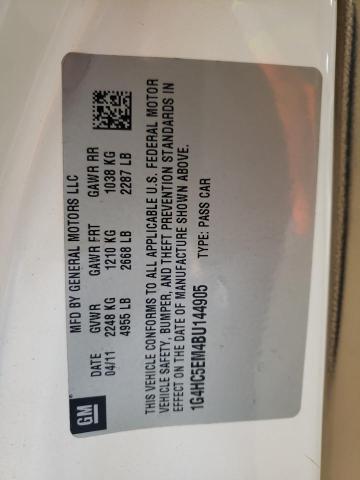 GM
MFD BY GENERAL MOTORS LLC
DATE GVWR GAWR FRT GAWR RR
04/11 2248 KG 1210 KG 1038 KG
4955 LB 2668 LB 2287 LB
THIS VEHICLE CONFORMS TO ALL APPLICABLE U.S. FEDERAL MOTOR
VEHICLE SAFETY, BUMPER, AND THEFT PREVENTION STANDARDS IN
EFFECT ON THE DATE OF MANUFACTURE SHOWN ABOVE.
1G4HC5EM4BU144905 TYPE: PASS CAR